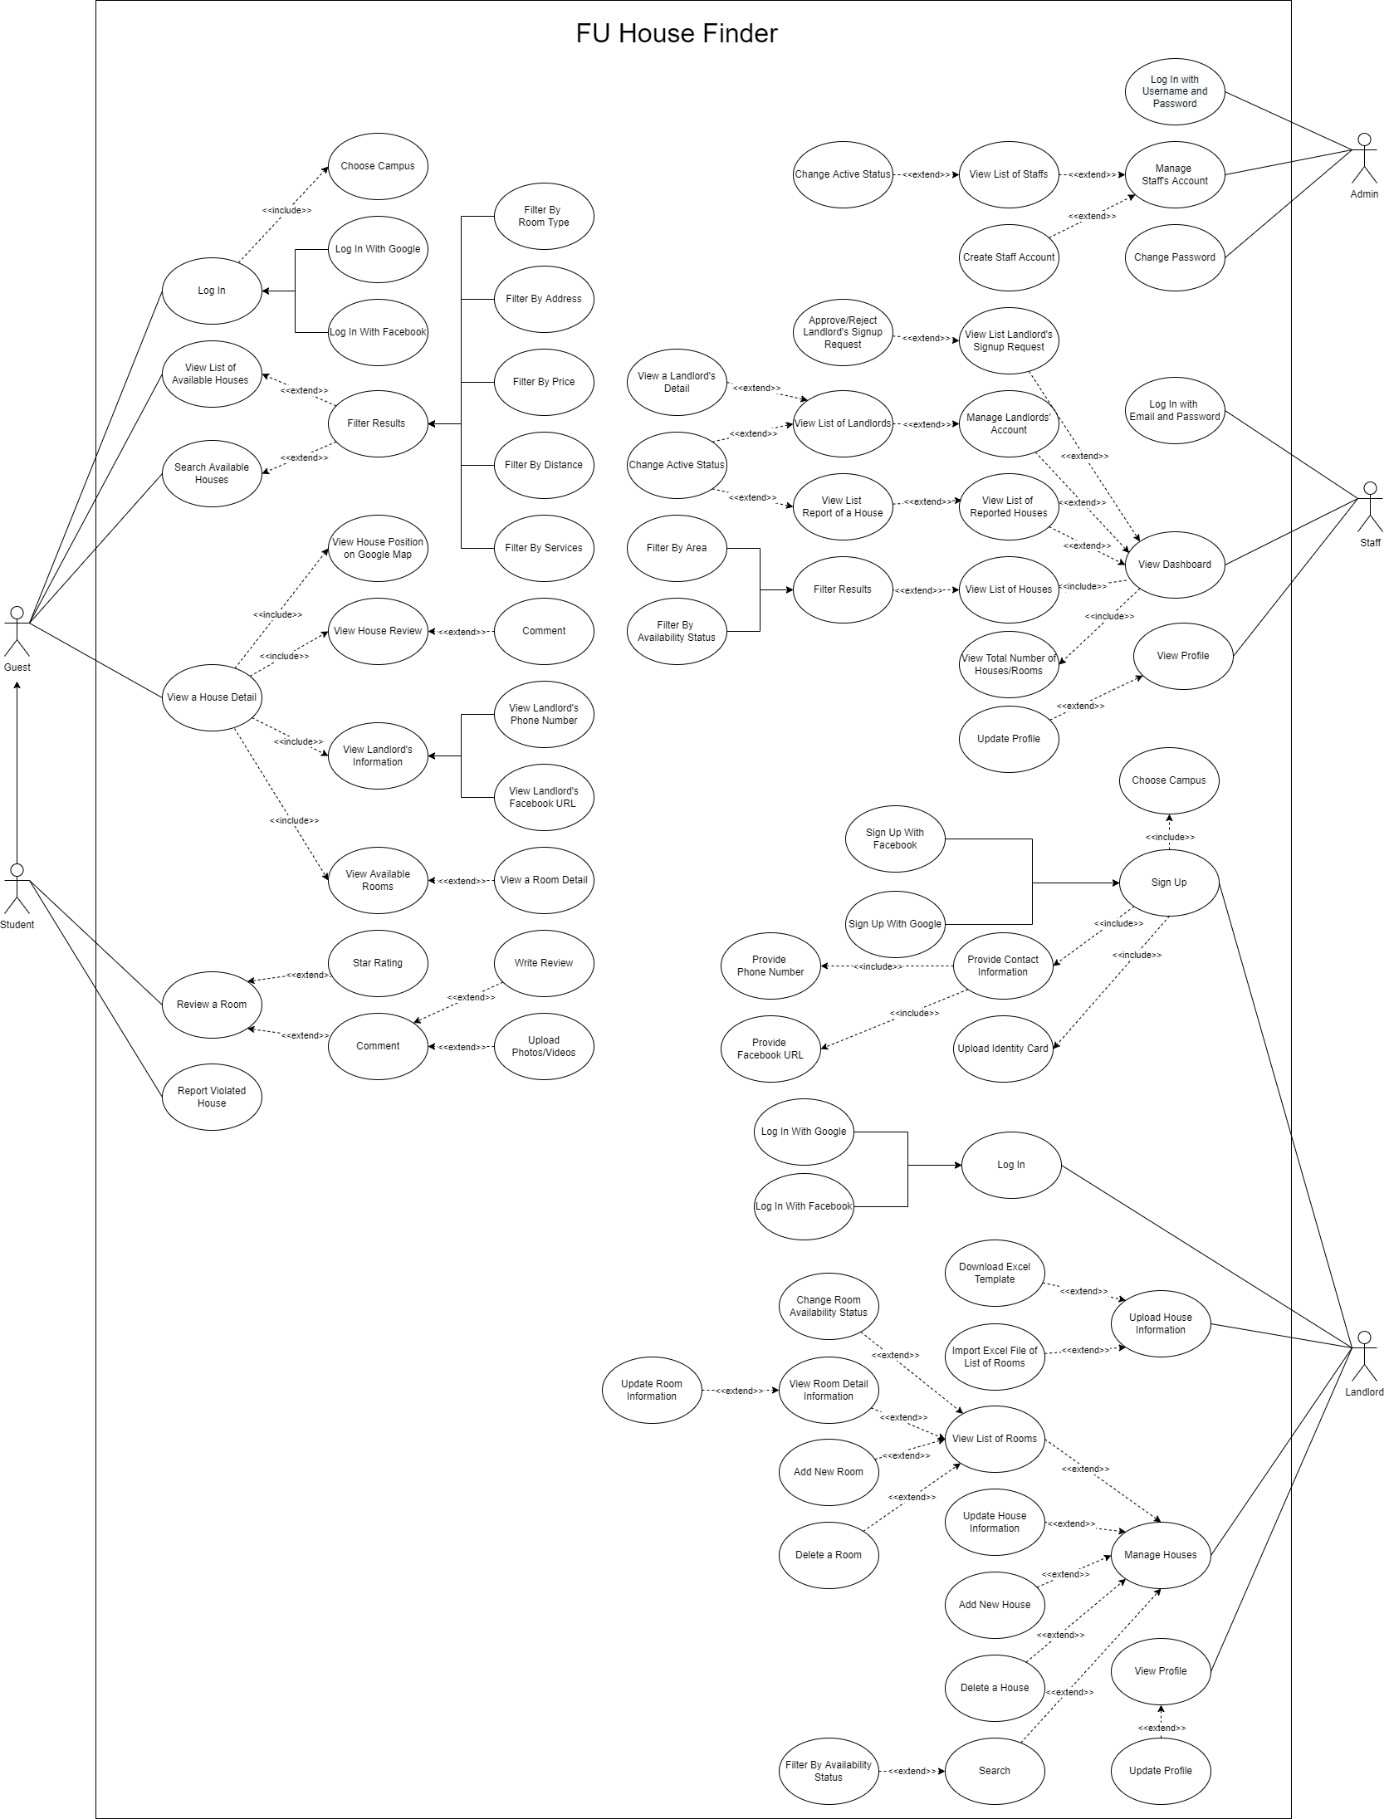 FU House Finder
Log In with
Username and
Password
Choose Campus
Change Active Status
<<extend>>
View List of Staffs
<<extend>>
Manage
Staff's Account
Admin
<<include>>
Filter By
Room Type
<<extend>>
Log In With Google
Create Staff Account
Change Password
Log In
Filter By Address
Log In With Facebook
Approve/Reject
Landlord's Signup
Request
<<extend>>
View List Landlord's
Signup Request
View List of
Available Houses
<<extend>>
Filter By Price
View a Landlord's
Detail
<<extend>>
Log In with
Email and Password
Filter Results
View List of Landlords
<<extend>>
Manage Landlords'
Account
<<extend>>
<<extend>>
<<extend>>
Search Available
Houses
Filter By Distance
Change Active Status
<<extend>>
View List
Report of a House
<<extend>>
View List of
Reported Houses
<<extend>>
<<extend>>
Staff
View House Position
on Google Map
Filter By Services
Filter By Area
View Dashboard
Filter Results
<<extend>>
View List of Houses
<<include>>
<<include>>
<<include>>
Filter By
Availability Status
View House Review
<<extend>>
Comment
<<include>>
View Total Number of
Houses/Rooms
View Profile
Guest
View a House Detail
<<extend>>
View Landlord's
Phone Number
Update Profile
<<include>>
View Landlord's
Information
Choose Campus
View Landlord's
Facebook URL
<<include>>
Sign Up With
Facebook
<<include>>
View Available
Rooms
<<extend>>
View a Room Detail
Sign Up
Student
Sign Up With Google
<<include>>
Star Rating
Write Review
Provide
Phone Number
<<include>>
Provide Contact
Information
<<include>>
<<extend>>
Review a Room
<<extend>>
<<include>>
<<extend>>
Comment
<<extend>>
Upload
Photos/Videos
Provide
Facebook URL
Upload Identity Card
Report Violated
House
Log In With Google
Log In
Log In With Facebook
Download Excel
Template
<<extend>>
Change Room
Availability Status
Upload House
Information
<<extend>>
Import Excel File of
List of Rooms
<<extend>>
Landlord
Update Room
Information
<<extend>>
View Room Detail
Information
<<extend>>
View List of Rooms
<<extend>>
Add New Room
<<extend>>
<<extend>>
Update House
Information
<<extend>>
Delete a Room
Manage Houses
<<extend>>
Add New House
<<extend>>
View Profile
Delete a House
<<extend>>
<<extend>>
Filter By Availability
Status
<<extend>>
Search
Update Profile